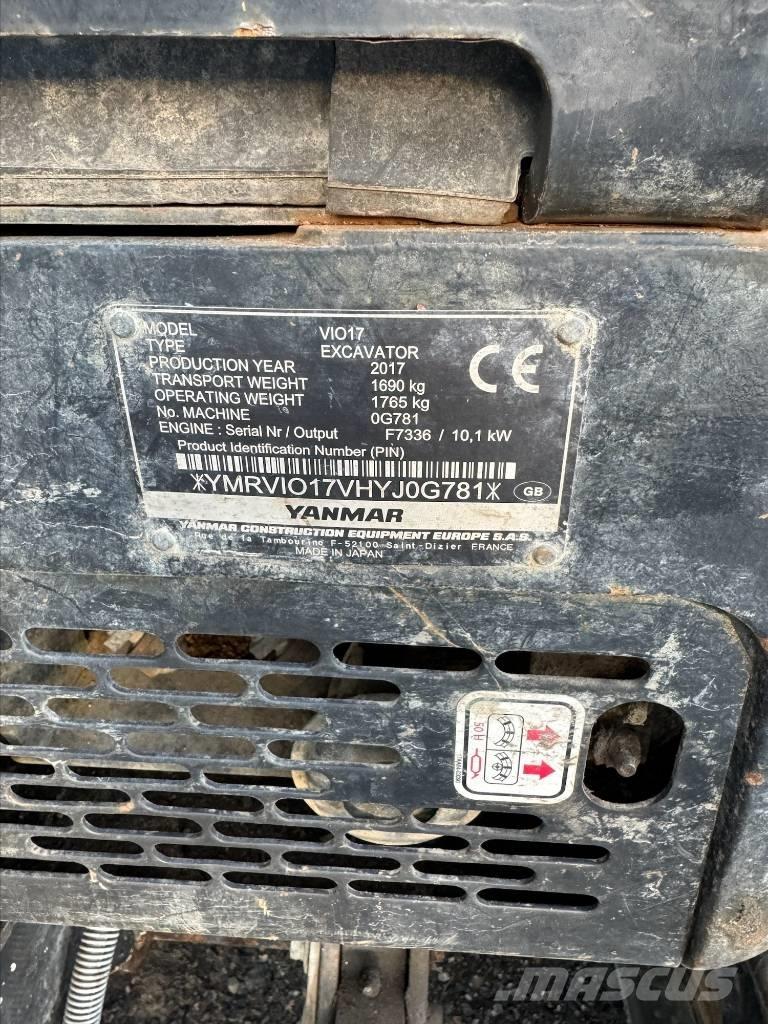 MODEL VIO17
TYPE EXCAVATOR
PRODUCTION YEAR 2017
TRANSPORT WEIGHT 1690 kg
OPERATING WEIGHT 1765 kg
No. MACHINE 0G781
ENGINE : Serial Nr / Output F7336 / 10,1 kW
Product Identification Number (PIN)
*YMRVIO17VHYJ0G781*
GB
CE
YANMAR
YANMAR CONSTRUCTION EQUIPMENT EUROPE S.A.S.
Rue de la Tambourine F-52100 Saint-Dizier FRANCE
MADE IN JAPAN
50 A
MASCUS